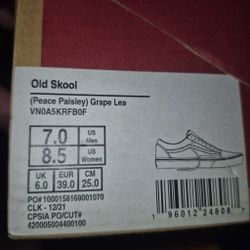 Old Skool
(Peace Paisley) Grape Lea
VN0A5KRFB0F
7.0 US Men
8.5 US Women
UK 6.0 EUR 39.0 CM 25.0
PO# 1000158169001070
CLK - 12/21
CPSIA PO/CUT#
420005004400100
1 96012 24808 7